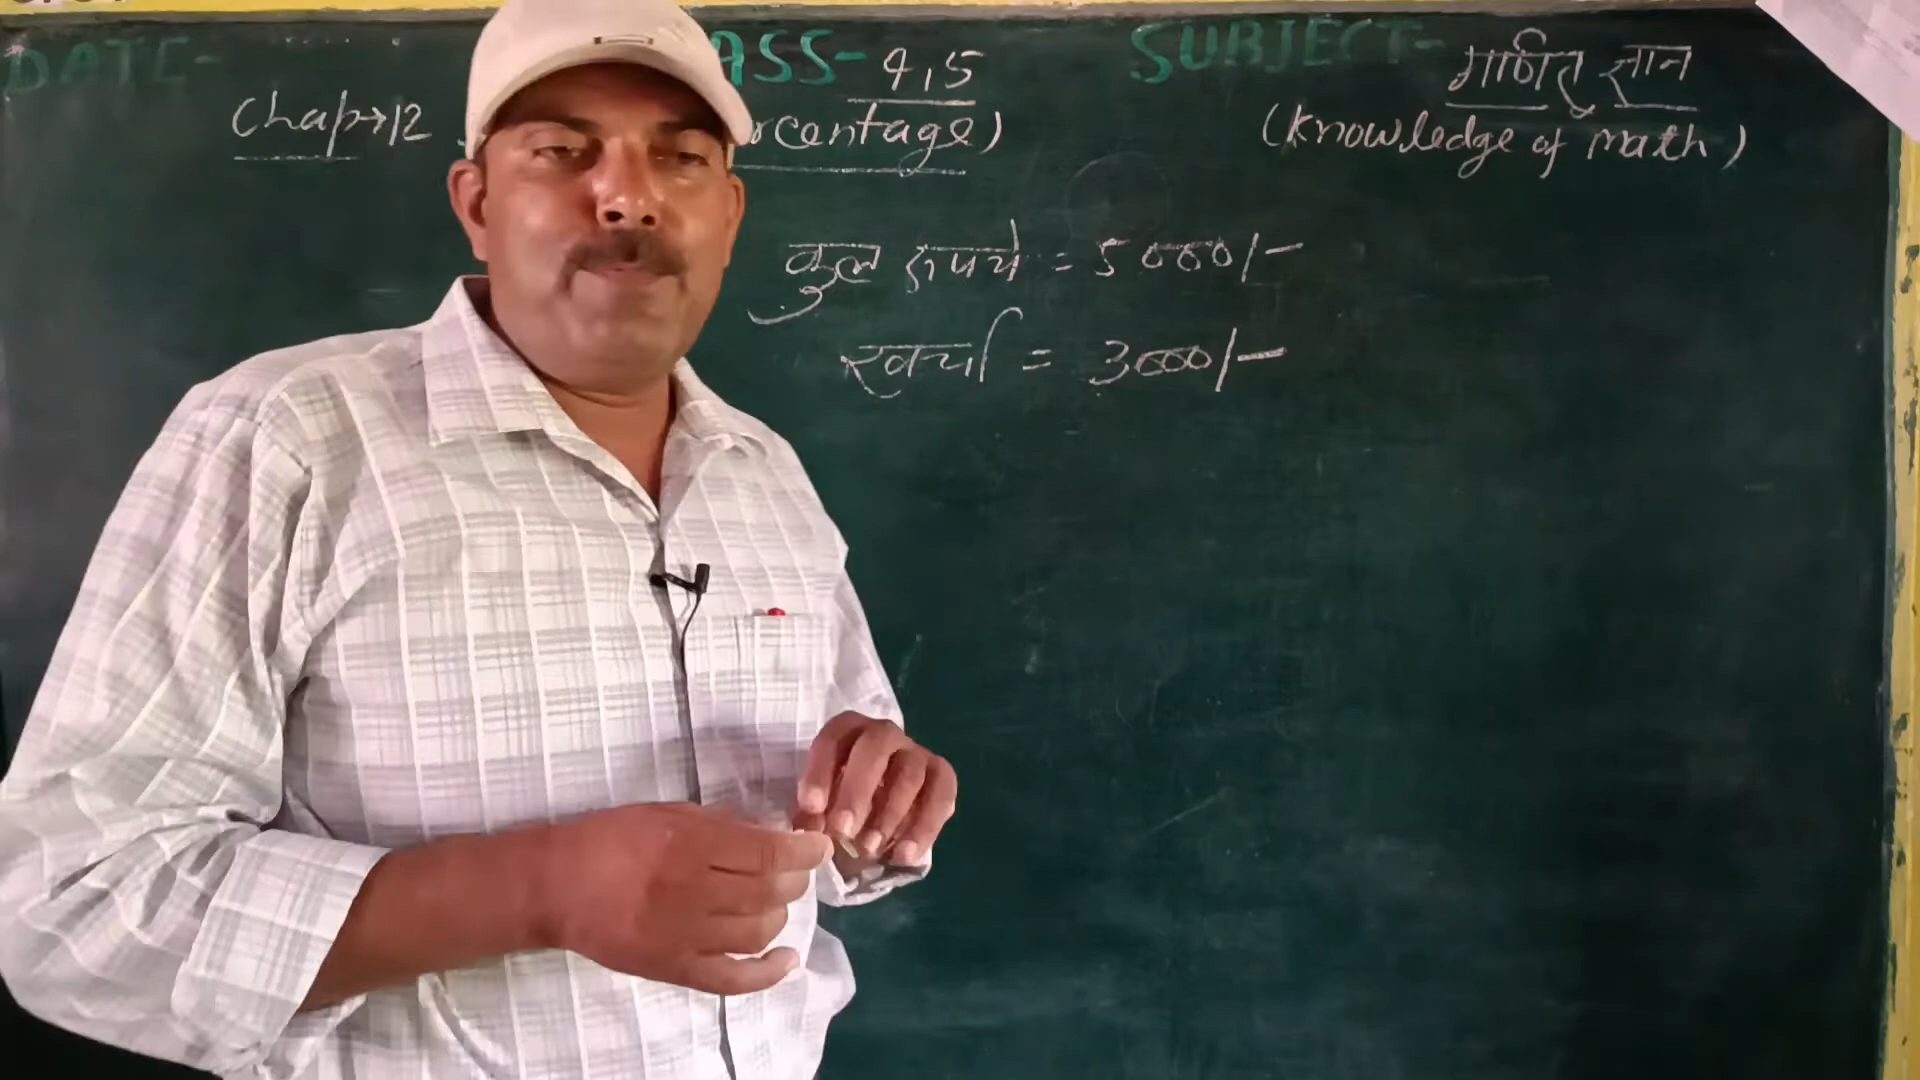 DATE- ASS- 4,5 SUBJECT- गणित ज्ञान
Chap→12 rcentage) (knowledge of math)
कुल रूपये = 5000/-
खर्चा = 3000/-